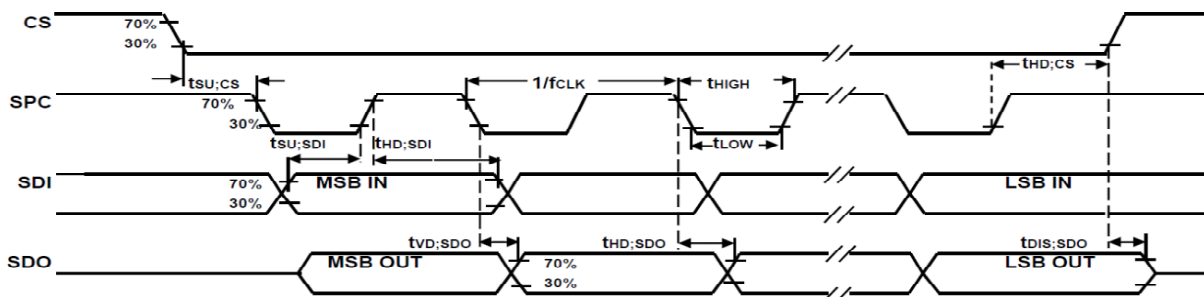 CS
70%
30%
tSU;CS
1/fCLK
tHIGH
tHD;CS
SPC
70%
30%
tSU;SDI
tHD;SDI
tLOW
SDI
70%
30%
MSB IN
LSB IN
tVD;SDO
tHD;SDO
tDIS;SDO
SDO
MSB OUT
70%
30%
LSB OUT